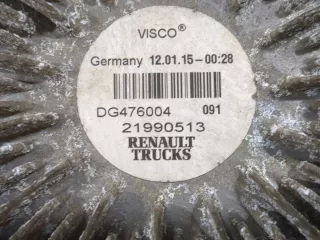 VISCO®
Germany 12.01.15-00:28
DG476004 091
21990513
RENAULT
TRUCKS